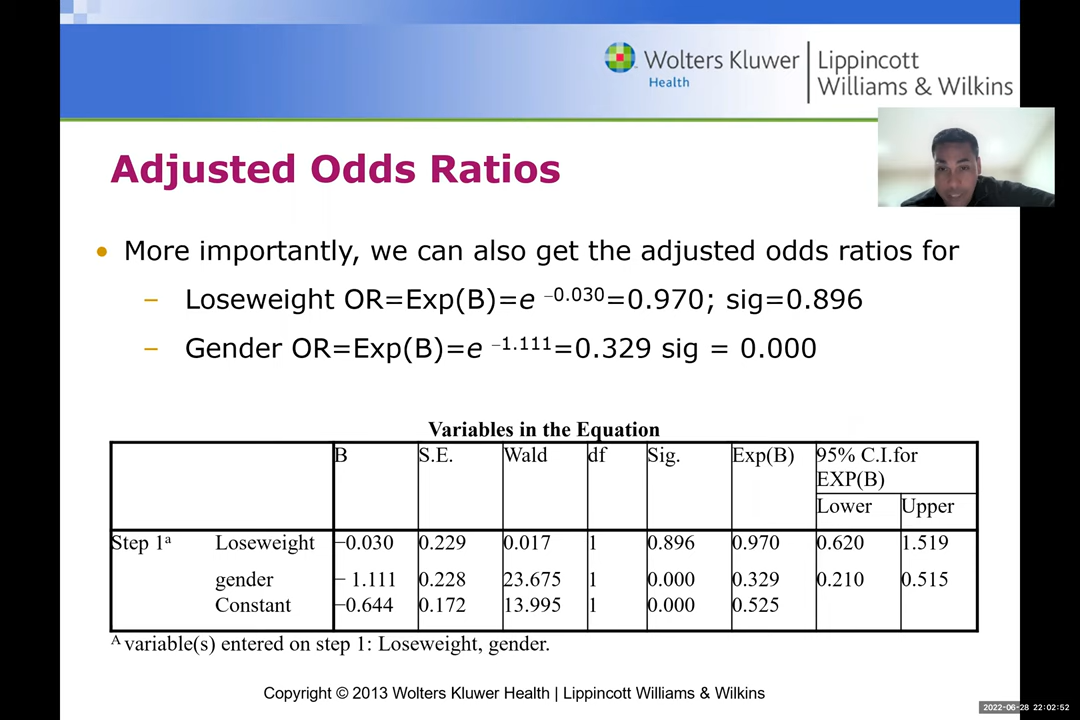 Wolters Kluwer
Health
Lippincott
Williams & Wilkins
Adjusted Odds Ratios
• More importantly, we can also get the adjusted odds ratios for
– Loseweight OR=Exp(B)=e –0.030=0.970; sig=0.896
– Gender OR=Exp(B)=e –1.111=0.329 sig = 0.000
Variables in the Equation
B S.E. Wald df Sig. Exp(B) 95% C.I.for
EXP(B)
Lower Upper
Step 1a Loseweight −0.030 0.229 0.017 1 0.896 0.970 0.620 1.519
gender − 1.111 0.228 23.675 1 0.000 0.329 0.210 0.515
Constant −0.644 0.172 13.995 1 0.000 0.525
A variable(s) entered on step 1: Loseweight, gender.
Copyright © 2013 Wolters Kluwer Health | Lippincott Williams & Wilkins
2022-06-28 22:02:52